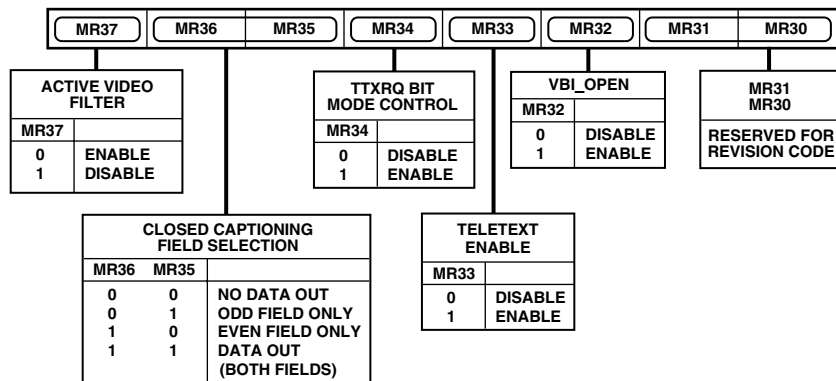 MR37 MR36 MR35 MR34 MR33 MR32 MR31 MR30
ACTIVE VIDEO
FILTER
MR37
0 ENABLE
1 DISABLE
TTXRQ BIT
MODE CONTROL
MR34
0 DISABLE
1 ENABLE
VBI_OPEN
MR32
0 DISABLE
1 ENABLE
MR31
MR30
RESERVED FOR
REVISION CODE
CLOSED CAPTIONING
FIELD SELECTION
MR36 MR35
0 0 NO DATA OUT
0 1 ODD FIELD ONLY
1 0 EVEN FIELD ONLY
1 1 DATA OUT
(BOTH FIELDS)
TELETEXT
ENABLE
MR33
0 DISABLE
1 ENABLE